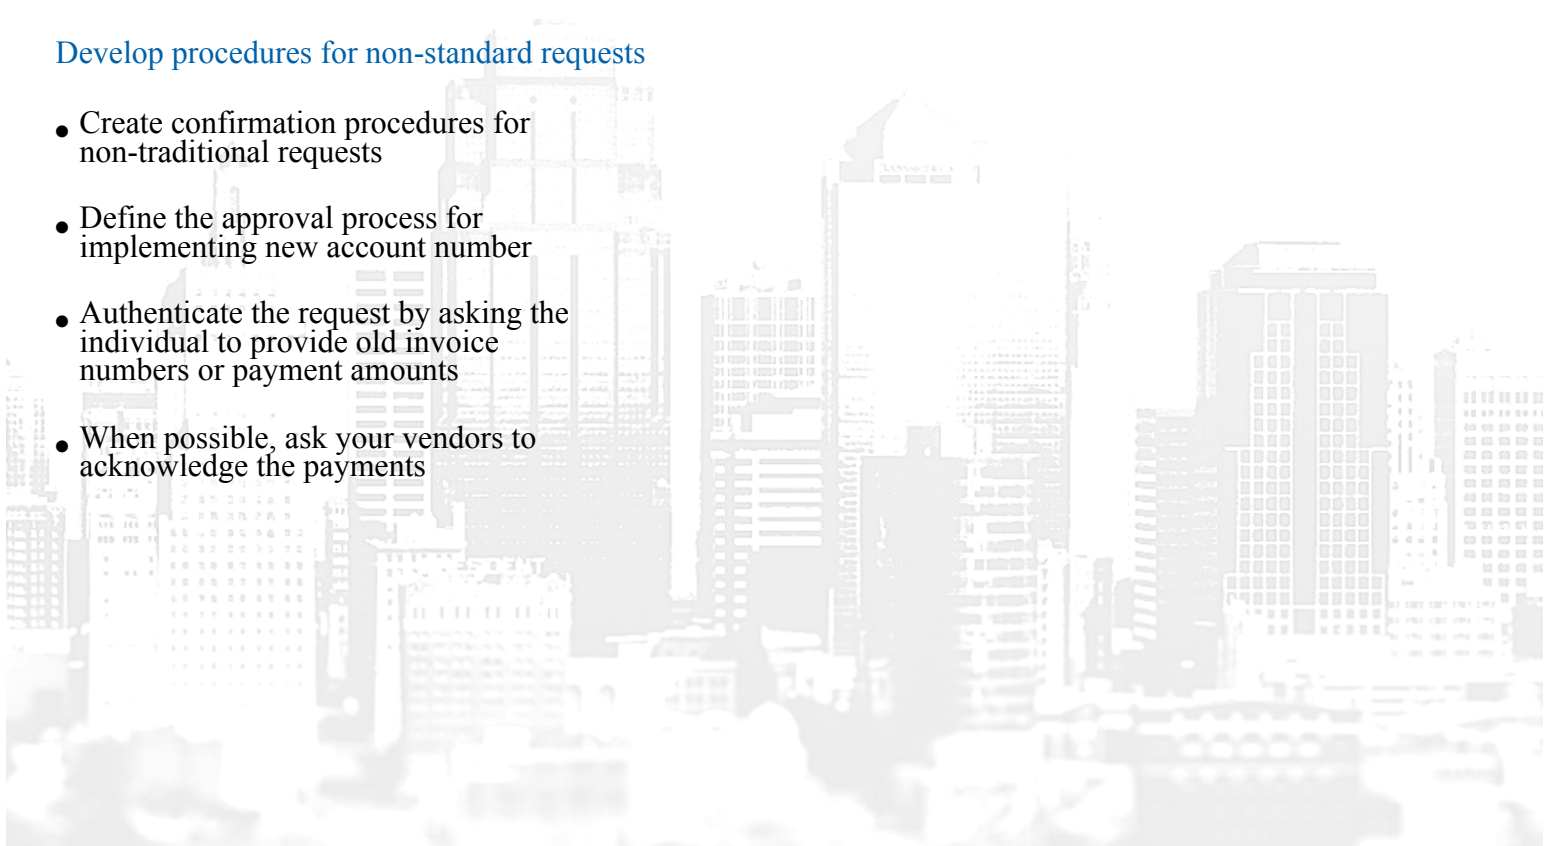 Develop procedures for non-standard requests
• Create confirmation procedures for
non-traditional requests
• Define the approval process for
implementing new account number
• Authenticate the request by asking the
individual to provide old invoice
numbers or payment amounts
• When possible, ask your vendors to
acknowledge the payments
PRESIDENT